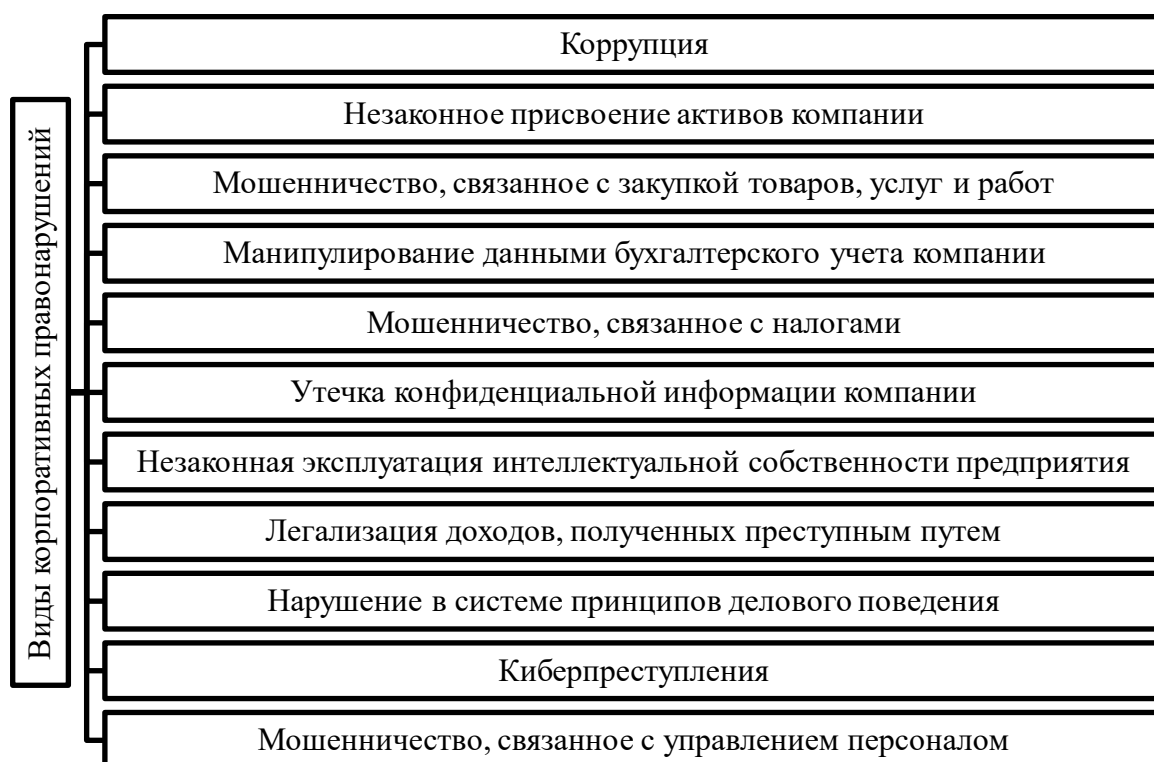 Виды корпоративных правонарушений
Коррупция
Незаконное присвоение активов компании
Мошенничество, связанное с закупкой товаров, услуг и работ
Манипулирование данными бухгалтерского учета компании
Мошенничество, связанное с налогами
Утечка конфиденциальной информации компании
Незаконная эксплуатация интеллектуальной собственности предприятия
Легализация доходов, полученных преступным путем
Нарушение в системе принципов делового поведения
Киберпреступления
Мошенничество, связанное с управлением персоналом